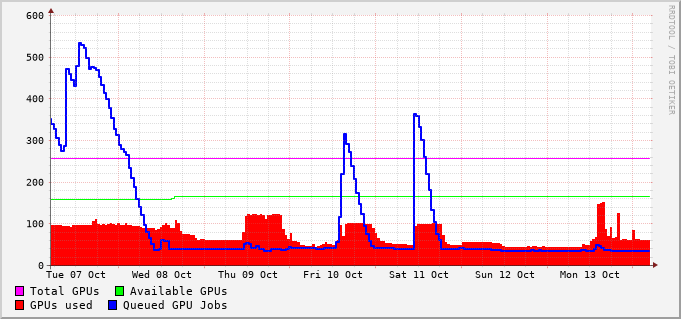 600
500
400
300
200
100
0
Tue 07 Oct Wed 08 Oct Thu 09 Oct Fri 10 Oct Sat 11 Oct Sun 12 Oct Mon 13 Oct
Total GPUs Available GPUs
GPUs used Queued GPU Jobs
RRDTOOL / TOBI OETIKER